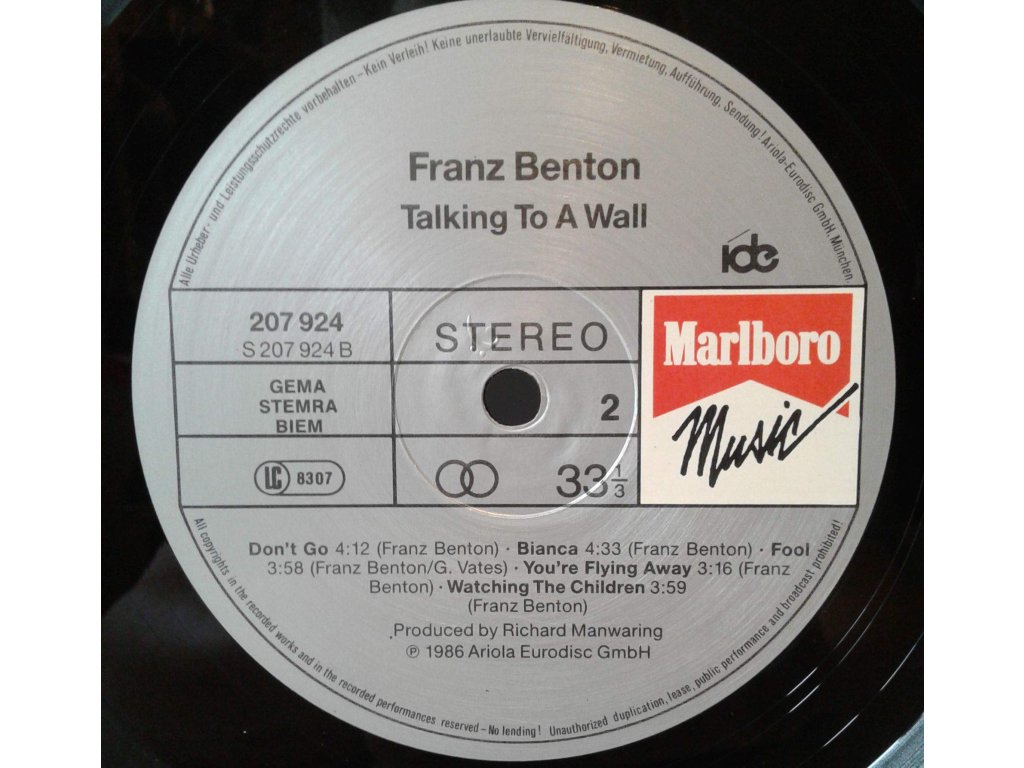 Alle Urheber- und Leistungsschutzrechte vorbehalten – Kein Verleih! Keine unerlaubte Vervielfältigung, Vermietung, Aufführung, Sendung! Ariola-Eurodisc GmbH, München.
Franz Benton
Talking To A Wall
ide
207 924
S 207 924 B
STEREO
Marlboro
Music
GEMA
STEMRA
BIEM
2
LC 8307
33 1/3
Don't Go 4:12 (Franz Benton) · Bianca 4:33 (Franz Benton) · Fool
3:58 (Franz Benton/G. Vates) · You're Flying Away 3:16 (Franz
Benton) · Watching The Children 3:59
(Franz Benton)
Produced by Richard Manwaring
℗ 1986 Ariola Eurodisc GmbH
All copyrights in the recorded works and in the recorded performances reserved – No lending! Unauthorized duplication, lease, public performance and broadcast prohibited!